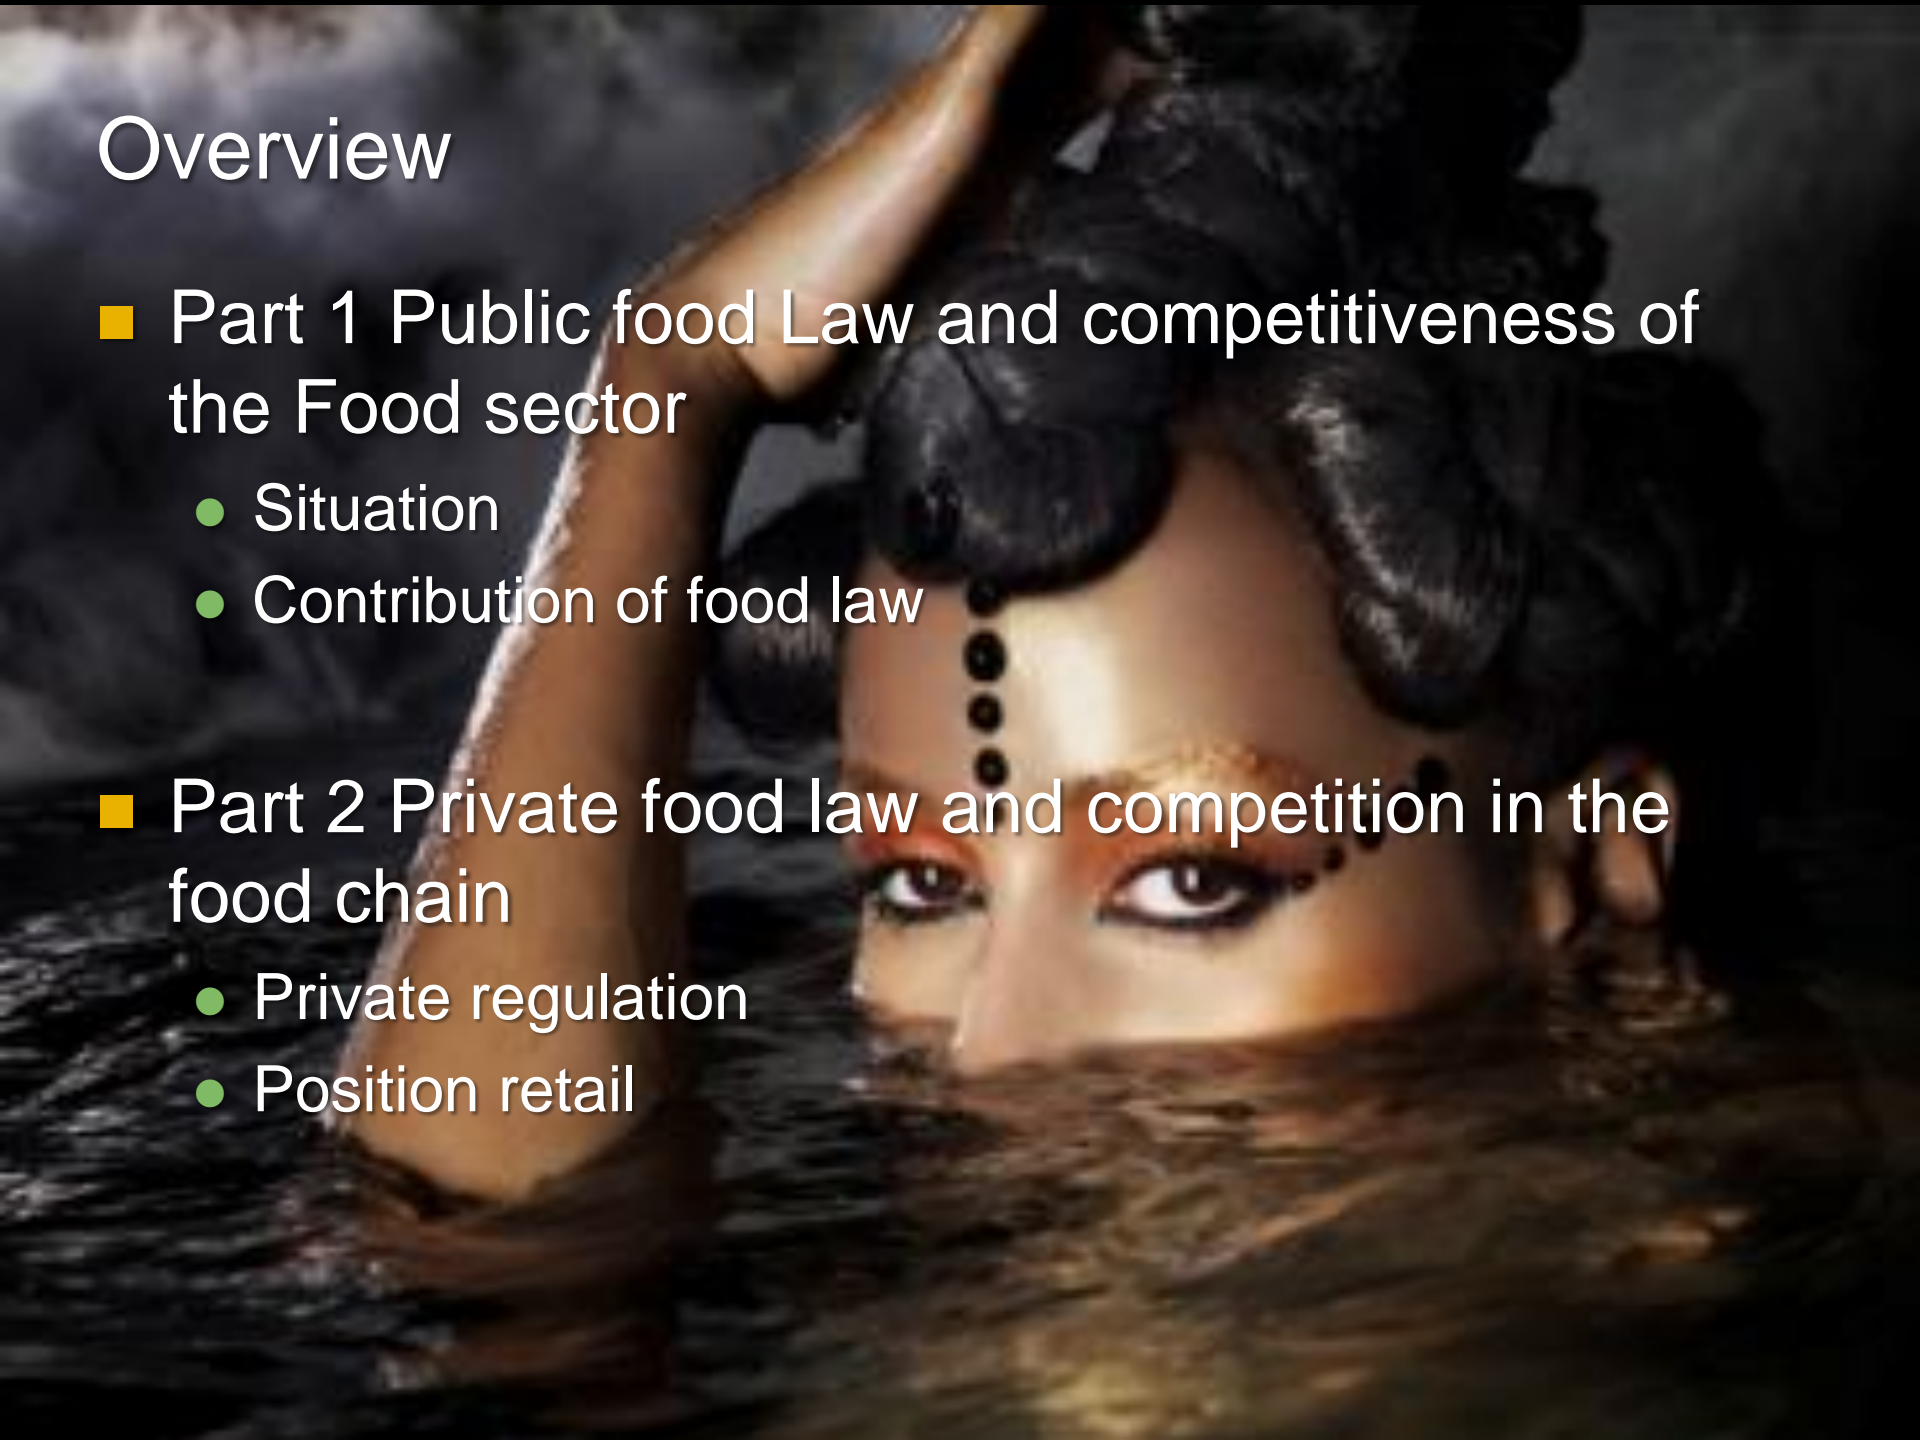 Overview
Part 1 Public food Law and competitiveness of
the Food sector
Situation
Contribution of food law
Part 2 Private food law and competition in the
food chain
Private regulation
Position retail